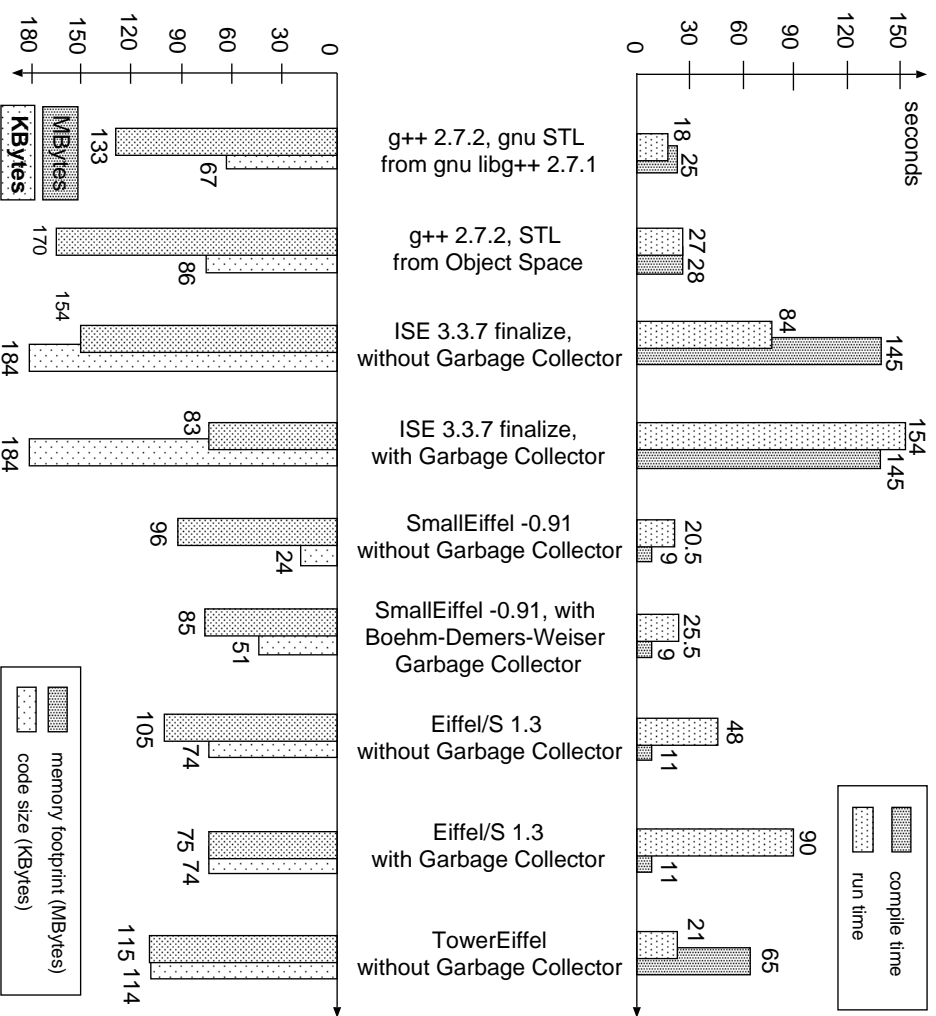 180
150
120
90
60
30
0
0
30
60
90
120
150
seconds
KBytes
MBytes
133
67
g++ 2.7.2, gnu STL
from gnu libg++ 2.7.1
18
25
170
86
g++ 2.7.2, STL
from Object Space
27
28
154
184
ISE 3.3.7 finalize,
without Garbage Collector
84
145
83
184
ISE 3.3.7 finalize,
with Garbage Collector
154
145
96
24
SmallEiffel -0.91
without Garbage Collector
20.5
9
85
51
SmallEiffel -0.91, with
Boehm-Demers-Weiser
Garbage Collector
25.5
9
105
74
Eiffel/S 1.3
without Garbage Collector
48
11
75
74
Eiffel/S 1.3
with Garbage Collector
90
11
115
114
TowerEiffel
without Garbage Collector
21
65
memory footprint (MBytes)
code size (KBytes)
compile time
run time